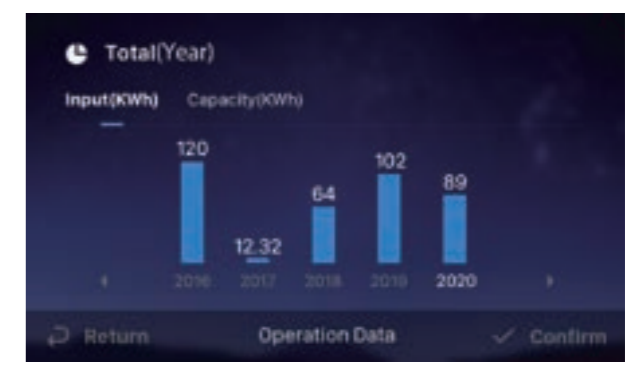 Total(Year)
Input(KWh) Capacity(KWh)
120
102
89
64
12.32
2016 2017 2018 2019 2020
Return Operation Data Confirm